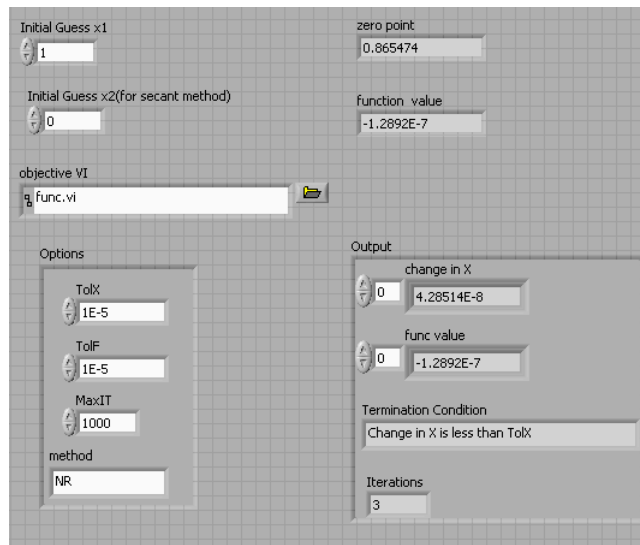 Initial Guess x1
1
Initial Guess x2(for secant method)
0
objective VI
func.vi
Options
TolX
1E-5
TolF
1E-5
MaxIT
1000
method
NR
zero point
0.865474
function value
-1.2892E-7
Output
change in X
0
4.28514E-8
func value
0
-1.2892E-7
Termination Condition
Change in X is less than TolX
Iterations
3